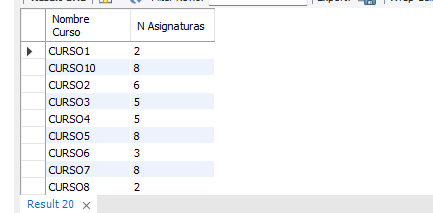 Nombre
Curso
N Asignaturas
CURSO1 2
CURSO10 8
CURSO2 6
CURSO3 5
CURSO4 5
CURSO5 8
CURSO6 3
CURSO7 8
CURSO8 2
Result 20